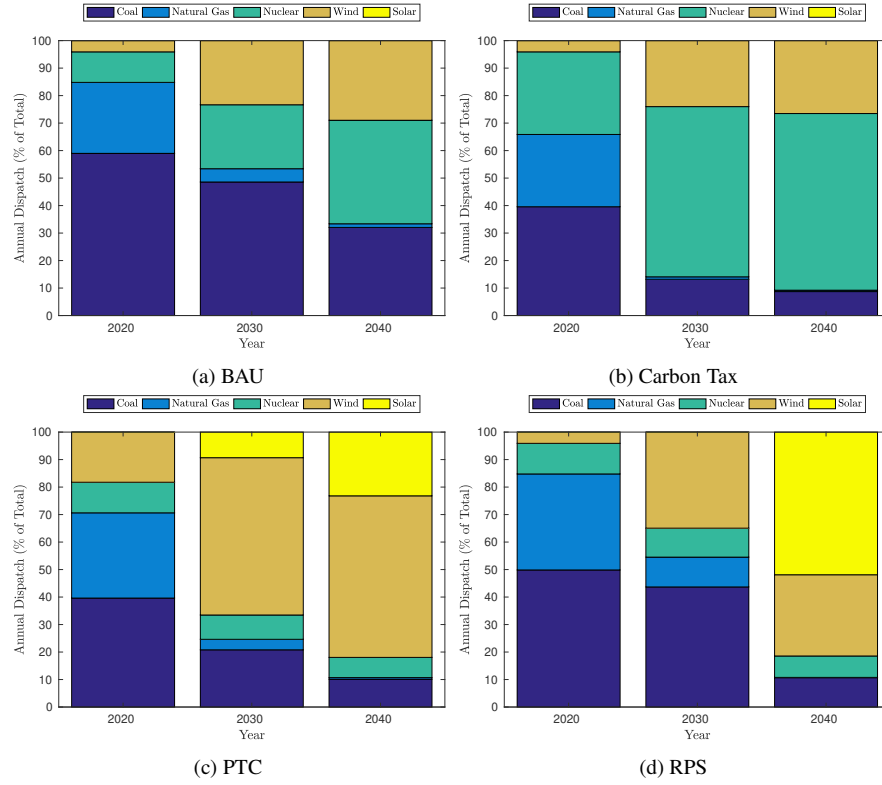 Coal Natural Gas Nuclear Wind Solar
100
90
80
70
60
50
40
30
20
10
0
Annual Dispatch (% of Total)
2020 2030 2040
Year
(a) BAU
Coal Natural Gas Nuclear Wind Solar
100
90
80
70
60
50
40
30
20
10
0
Annual Dispatch (% of Total)
2020 2030 2040
Year
(b) Carbon Tax
Coal Natural Gas Nuclear Wind Solar
100
90
80
70
60
50
40
30
20
10
0
Annual Dispatch (% of Total)
2020 2030 2040
Year
(c) PTC
Coal Natural Gas Nuclear Wind Solar
100
90
80
70
60
50
40
30
20
10
0
Annual Dispatch (% of Total)
2020 2030 2040
Year
(d) RPS